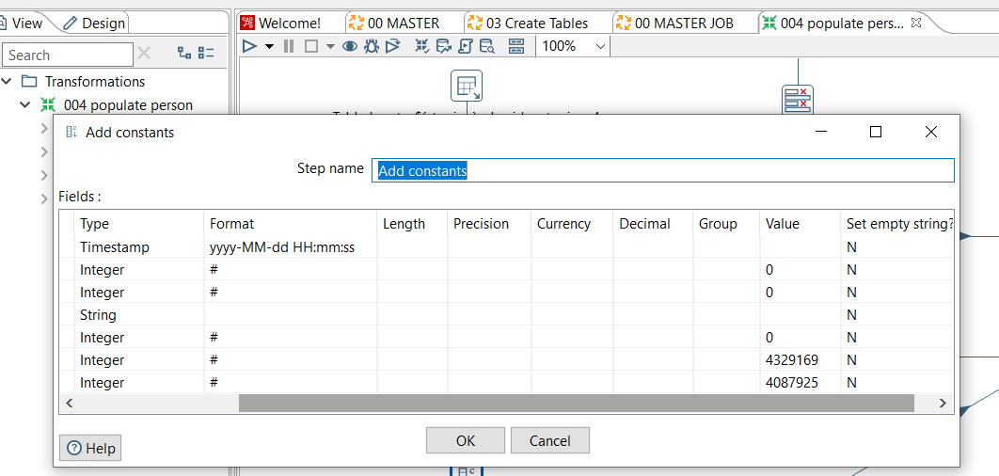 View Design
Welcome! 00 MASTER 03 Create Tables 00 MASTER JOB 004 populate pers...
Search
100%
Transformations
004 populate person
Add constants
Step name Add constants
Fields :
Type Format Length Precision Currency Decimal Group Value Set empty string?
Timestamp yyyy-MM-dd HH:mm:ss N
Integer # 0 N
Integer # 0 N
String N
Integer # 0 N
Integer # 4329169 N
Integer # 4087925 N
Help OK Cancel